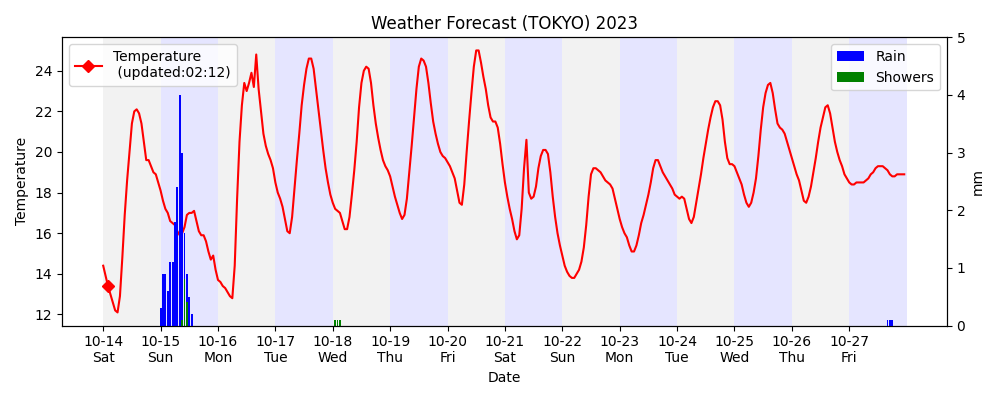 Weather Forecast (TOKYO) 2023
Temperature
(updated:02:12)
Rain
Showers
Temperature
24
22
20
18
16
14
12
5
4
3
2
1
0
mm
10-14 10-15 10-16 10-17 10-18 10-19 10-20 10-21 10-22 10-23 10-24 10-25 10-26 10-27
Sat Sun Mon Tue Wed Thu Fri Sat Sun Mon Tue Wed Thu Fri
Date